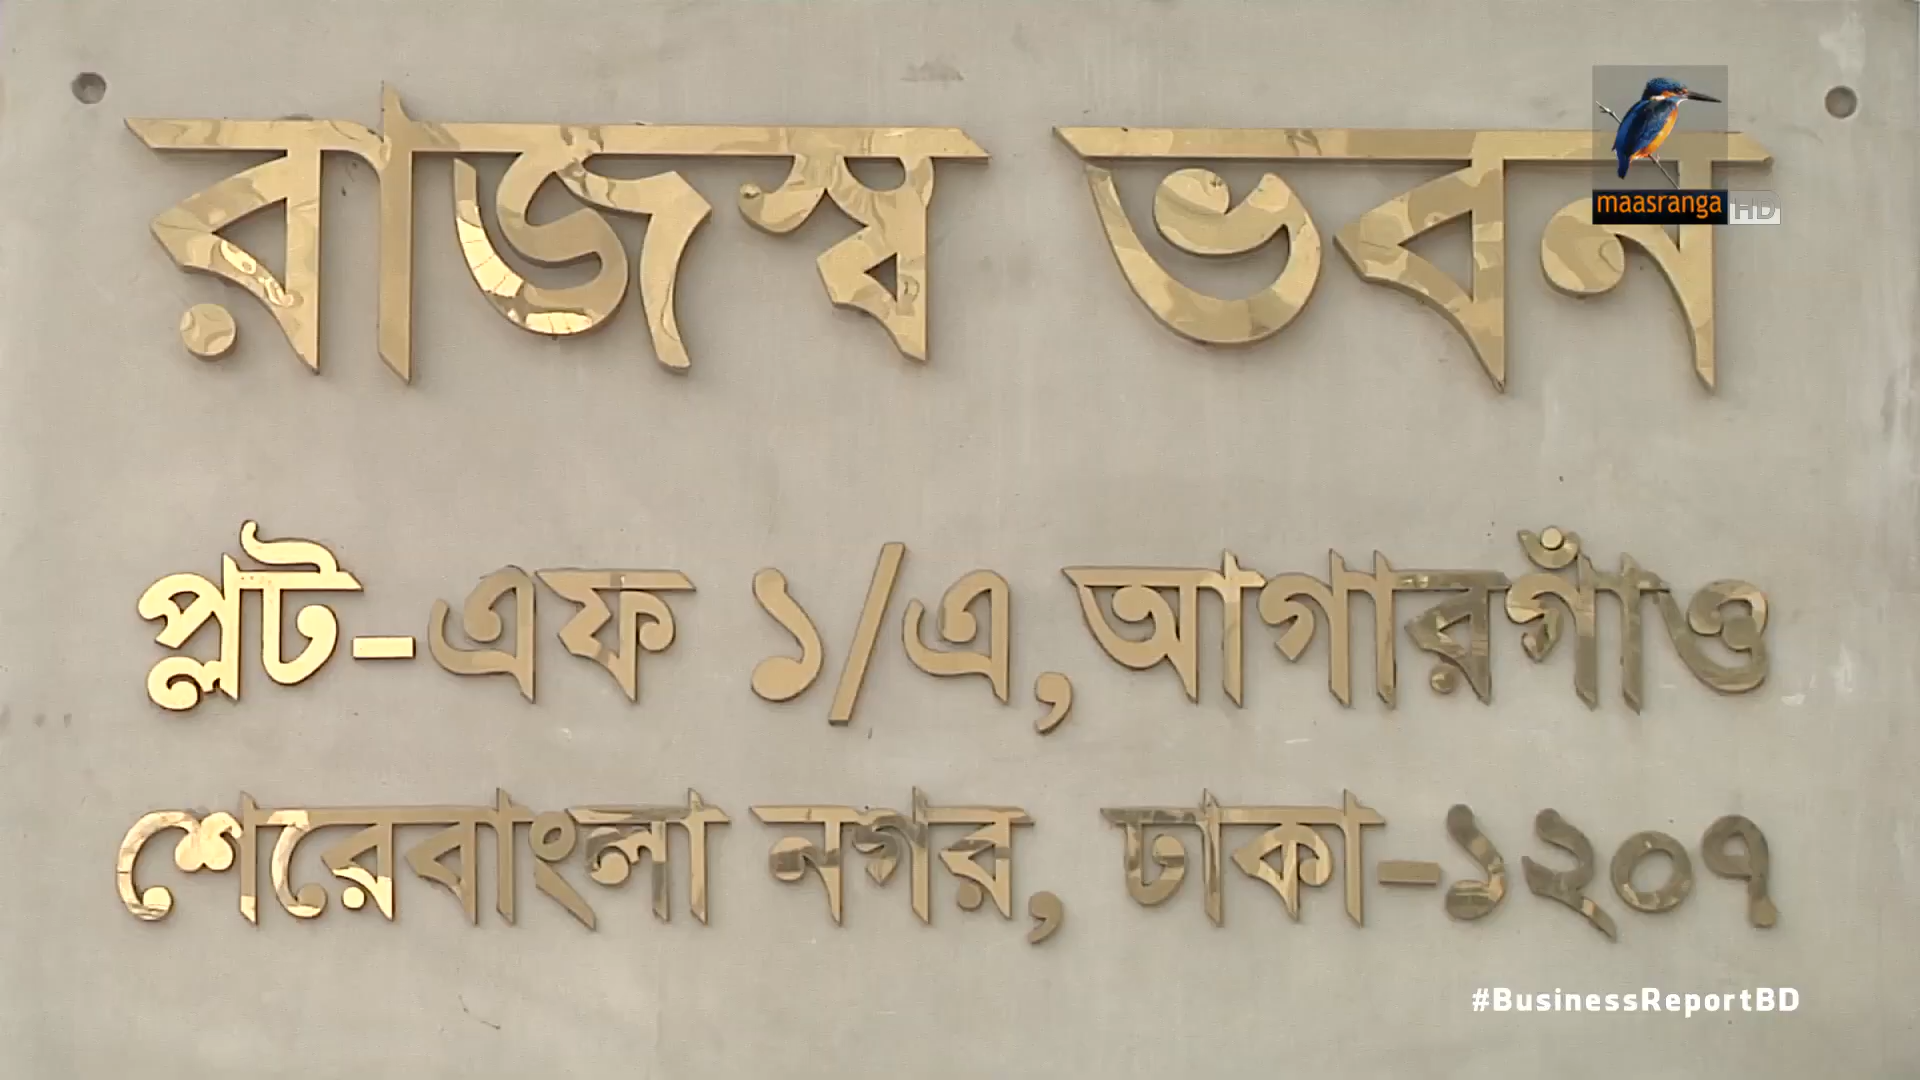 রাজস্ব ভবন
maasranga HD
প্লট-এফ ১/এ,আগারগাঁও
শেরেবাংলা নগর, ঢাকা-১২০৭
#BusinessReportBD